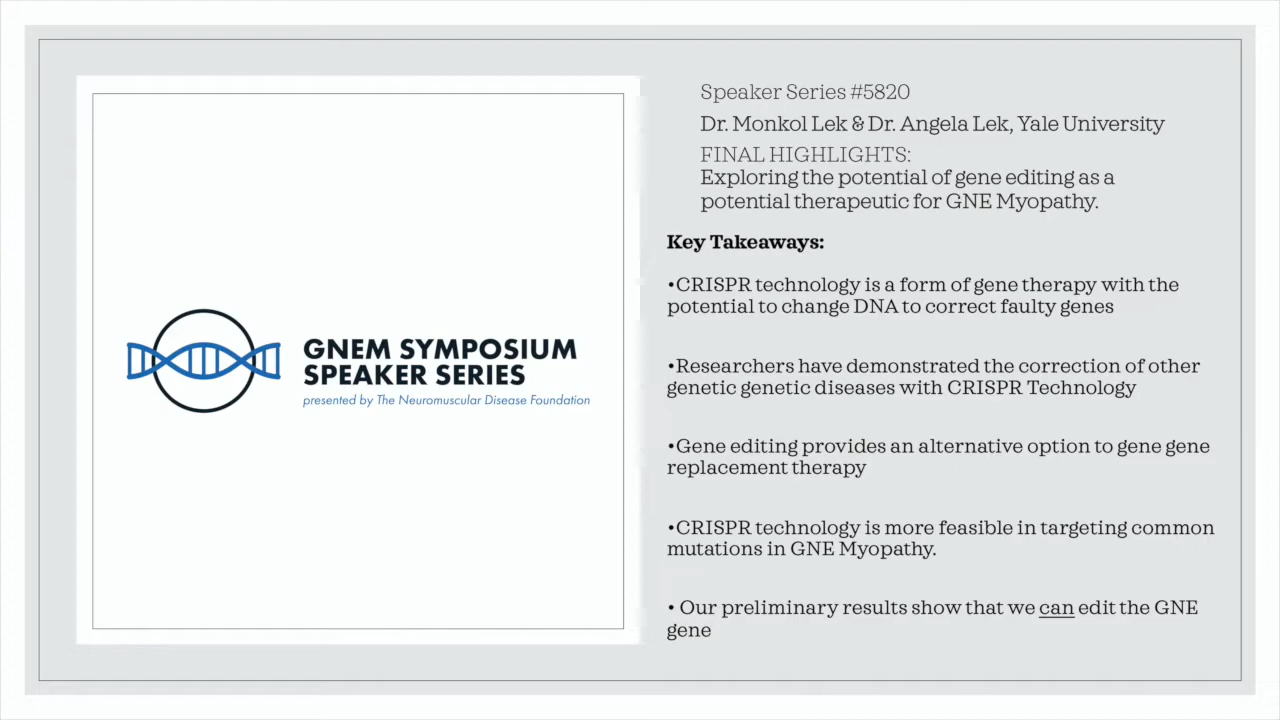 GNEM SYMPOSIUM
SPEAKER SERIES
presented by The Neuromuscular Disease Foundation
Speaker Series #5820
Dr. Monkol Lek & Dr. Angela Lek, Yale University
FINAL HIGHLIGHTS:
Exploring the potential of gene editing as a
potential therapeutic for GNE Myopathy.
Key Takeaways:
•CRISPR technology is a form of gene therapy with the
potential to change DNA to correct faulty genes
•Researchers have demonstrated the correction of other
genetic genetic diseases with CRISPR Technology
•Gene editing provides an alternative option to gene gene
replacement therapy
•CRISPR technology is more feasible in targeting common
mutations in GNE Myopathy.
• Our preliminary results show that we can edit the GNE
gene